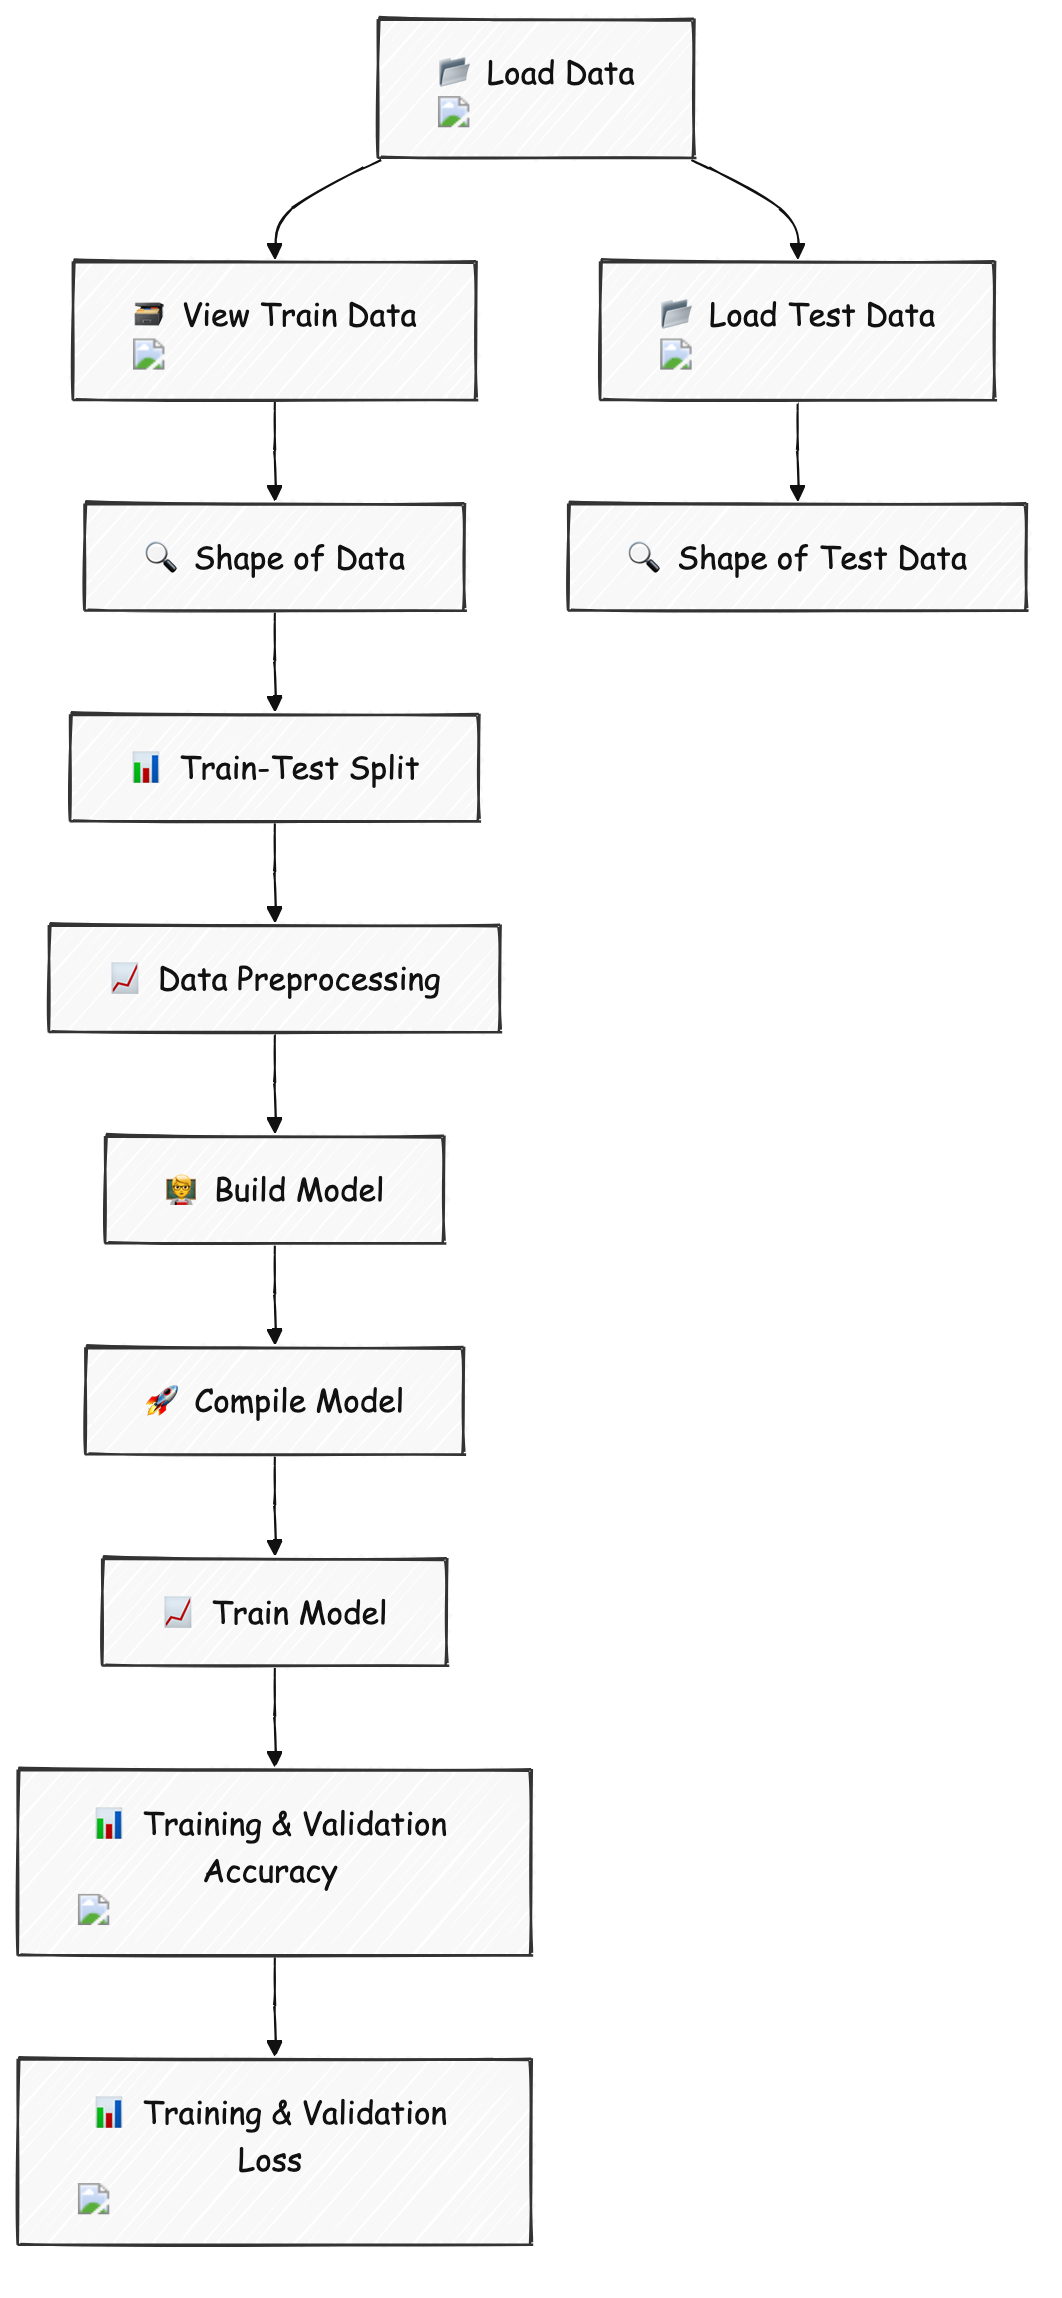 Load Data
View Train Data
Load Test Data
Shape of Data
Shape of Test Data
Train-Test Split
Data Preprocessing
Build Model
Compile Model
Train Model
Training & Validation
Accuracy
Training & Validation
Loss